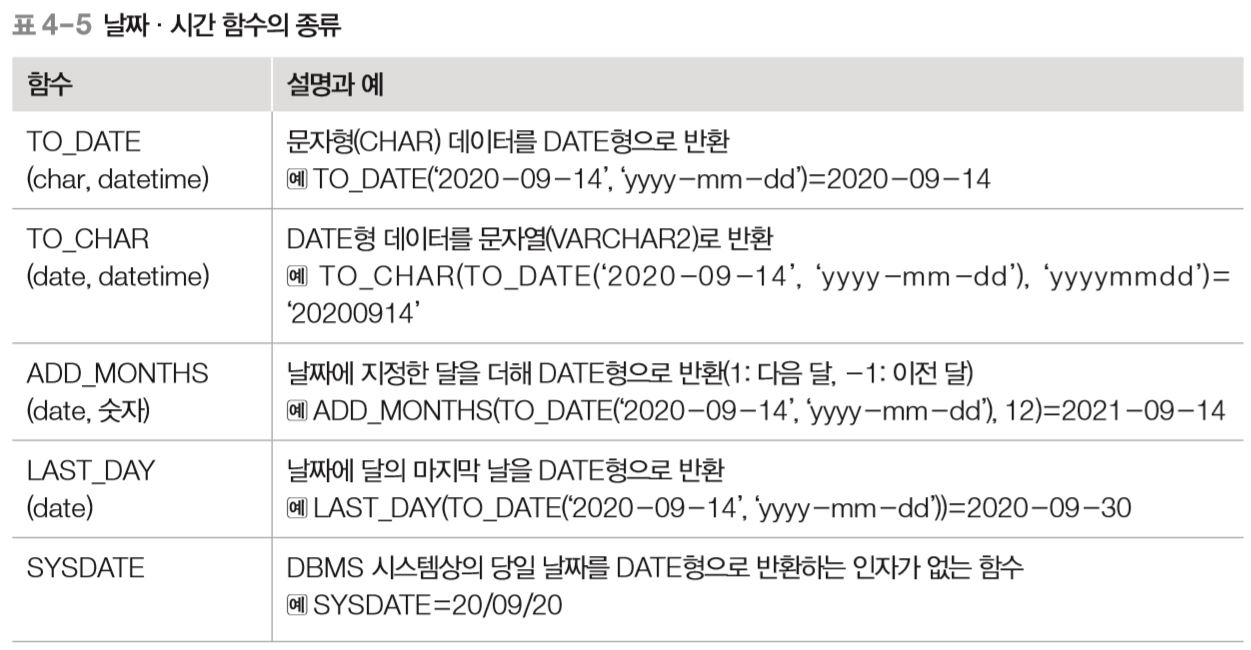 표 4-5 날짜 · 시간 함수의 종류
함수 설명과 예
TO_DATE
(char, datetime)
문자형(CHAR) 데이터를 DATE형으로 반환
예 TO_DATE(‘2020-09-14’, ‘yyyy-mm-dd’)=2020-09-14
TO_CHAR
(date, datetime)
DATE형 데이터를 문자열(VARCHAR2)로 반환
예 TO_CHAR(TO_DATE(‘2020-09-14’, ‘yyyy-mm-dd’), ‘yyyymmdd’)=
‘20200914’
ADD_MONTHS
(date, 숫자)
날짜에 지정한 달을 더해 DATE형으로 반환(1: 다음 달, -1: 이전 달)
예 ADD_MONTHS(TO_DATE(‘2020-09-14’, ‘yyyy-mm-dd’), 12)=2021-09-14
LAST_DAY
(date)
날짜에 달의 마지막 날을 DATE형으로 반환
예 LAST_DAY(TO_DATE(‘2020-09-14’, ‘yyyy-mm-dd’))=2020-09-30
SYSDATE
DBMS 시스템상의 당일 날짜를 DATE형으로 반환하는 인자가 없는 함수
예 SYSDATE=20/09/20